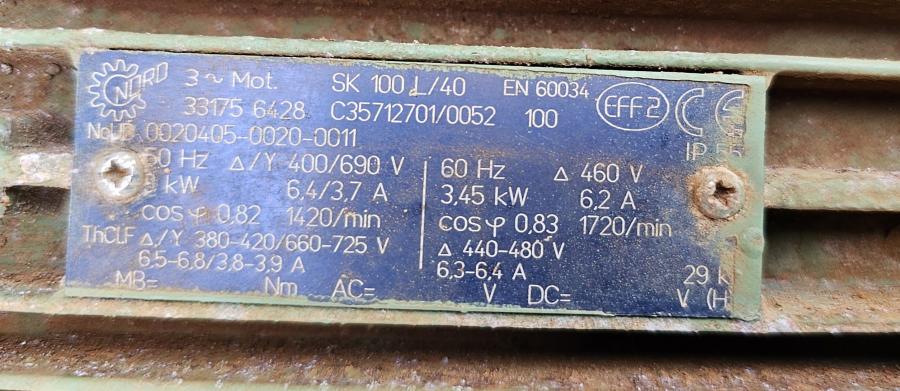 NORD 3~ Mot. SK 100 L/40 EN 60034 EFF2 CE
33175 6428 C35712701/0052 100
No 0020405-0020-0011 IP 55
50 Hz Δ/Y 400/690 V 60 Hz Δ 460 V
kW 6.4/3.7 A 3,45 kW 6,2 A
cos φ 0.82 1420/min cos φ 0,83 1720/min
ThCLF Δ/Y 380-420/660-725 V Δ 440-480 V
6.5-6.8/3.8-3.9 A 6,3-6,4 A 29 k
MB= Nm AC= V DC= V (H